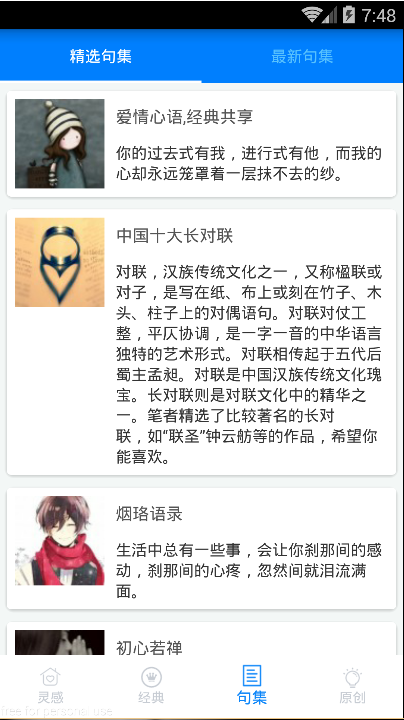 7:48
精选句集
最新句集
爱情心语,经典共享
你的过去式有我，进行式有他，而我的
心却永远笼罩着一层抹不去的纱。
中国十大长对联
对联，汉族传统文化之一，又称楹联或
对子，是写在纸、布上或刻在竹子、木
头、柱子上的对偶语句。对联对仗工
整，平仄协调，是一字一音的中华语言
独特的艺术形式。对联相传起于五代后
蜀主孟昶。对联是中国汉族传统文化瑰
宝。长对联则是对联文化中的精华之
一。笔者精选了比较著名的长对
联，如“联圣”钟云舫等的作品，希望你
能喜欢。
烟珞语录
生活中总有一些事，会让你刹那间的感
动，刹那间的心疼，忽然间就泪流满
面。
初心若禅
灵感
经典
句集
原创
free for personal use